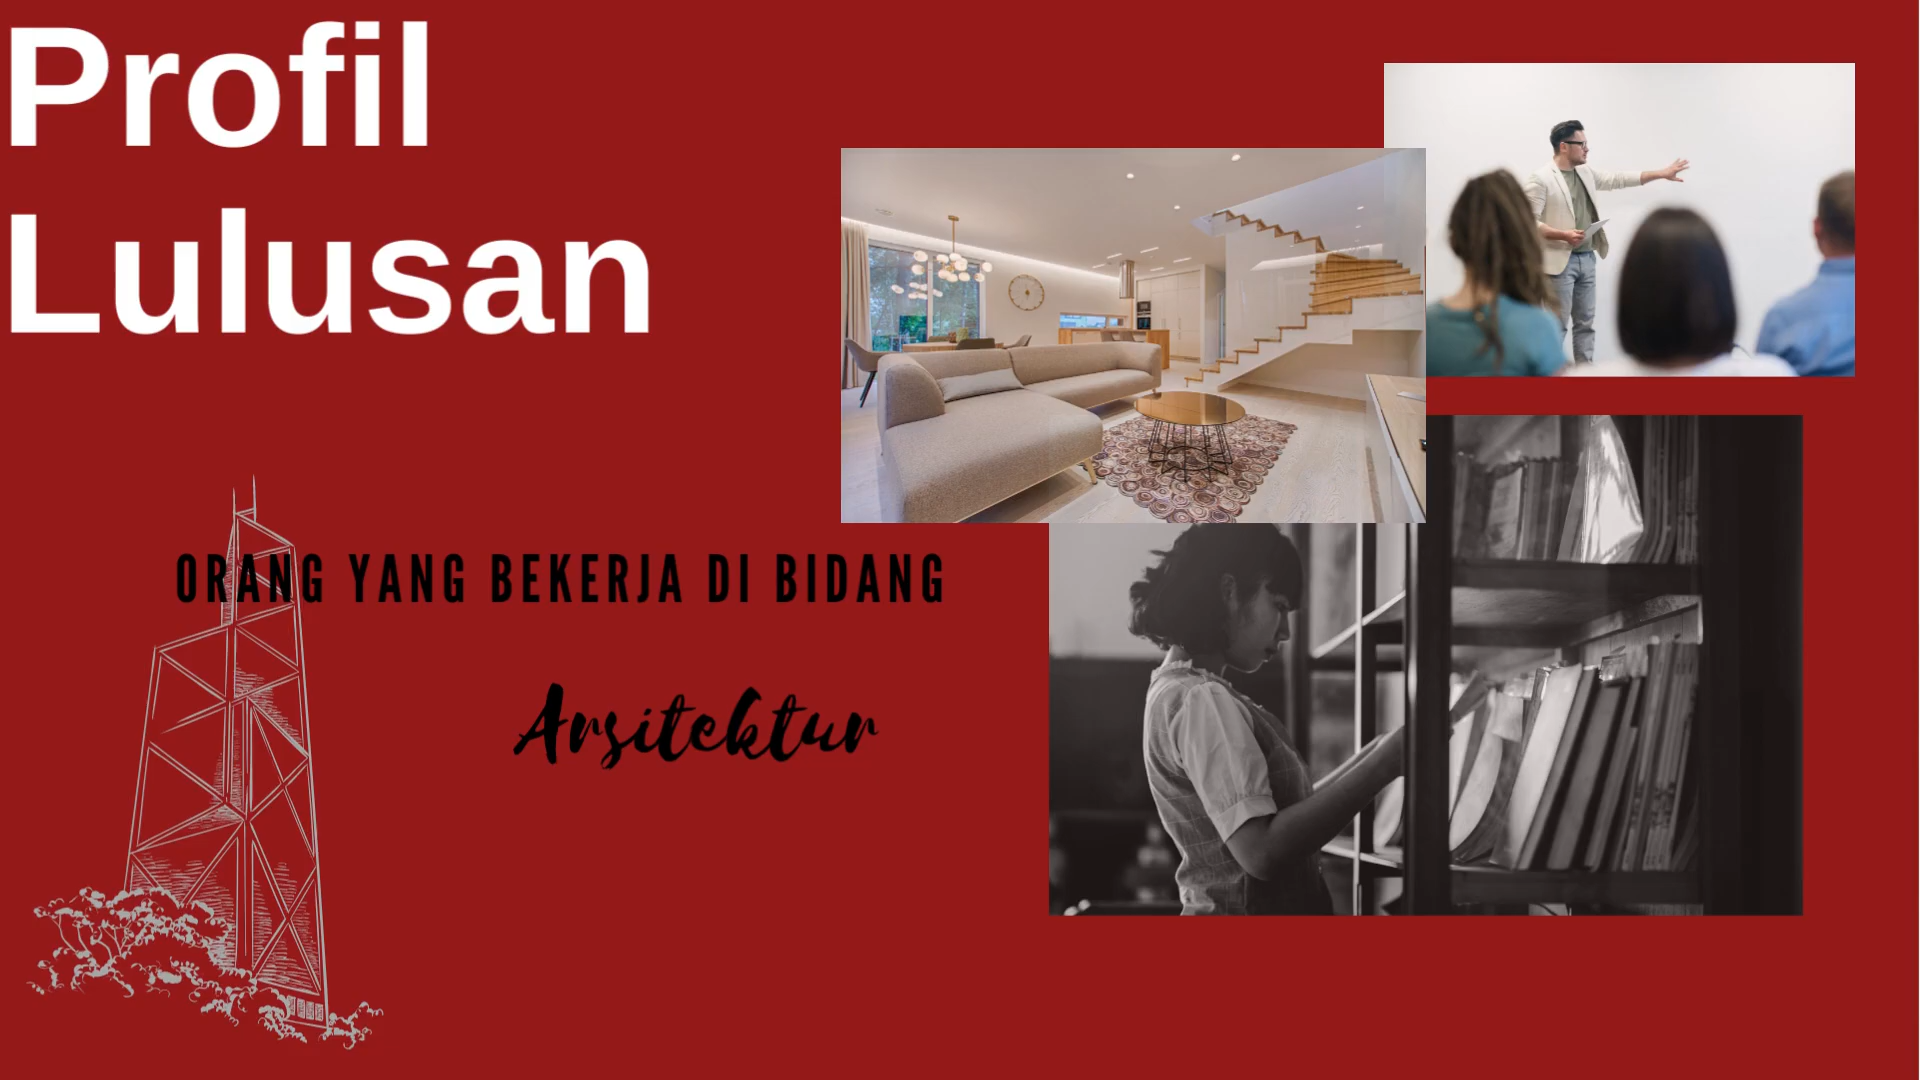 Profil
Lulusan
ORANG YANG BEKERJA DI BIDANG
Arsitektur